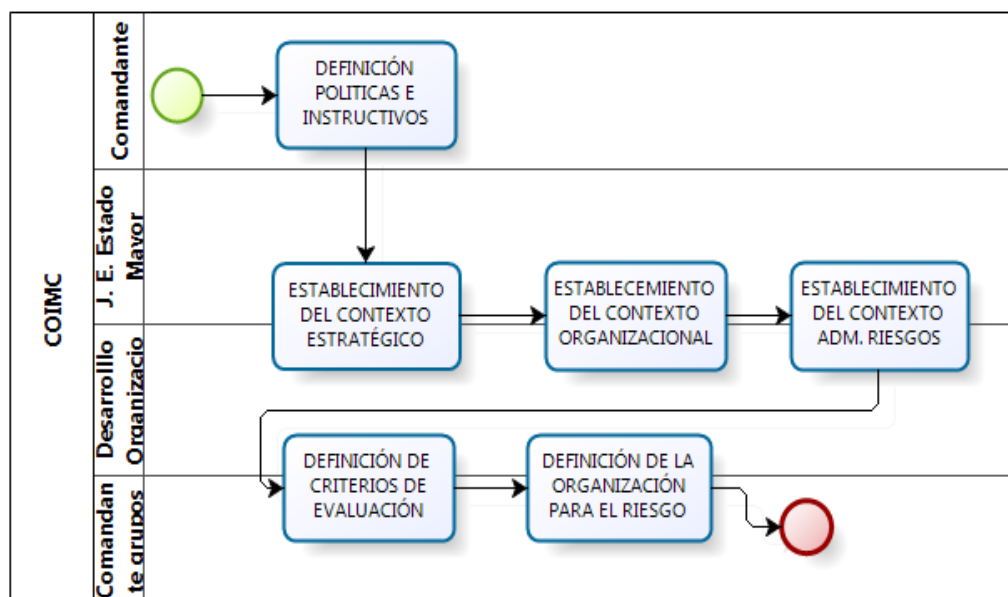 COIMC
Comandante
J. E. Estado
Mayor
Desarrolllo
Organizacio
Comandan
te grupos
DEFINICIÓN
POLITICAS E
INSTRUCTIVOS
ESTABLECIMIENTO
DEL CONTEXTO
ESTRATÉGICO
ESTABLECEMIENTO
DEL CONTEXTO
ORGANIZACIONAL
ESTABLECIMIENTO
DEL CONTEXTO
ADM. RIESGOS
DEFINICIÓN DE
CRITERIOS DE
EVALUACIÓN
DEFINICIÓN DE LA
ORGANIZACIÓN
PARA EL RIESGO